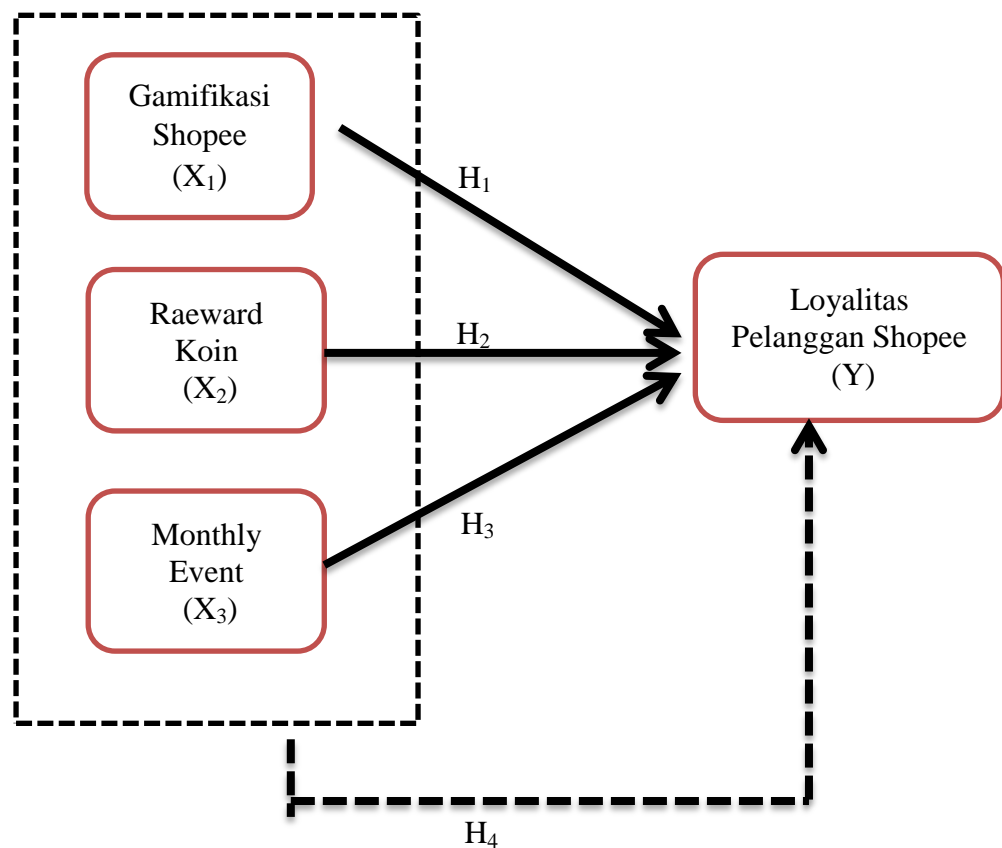 Gamifikasi
Shopee
(X₁)
H₁
Raeward
Koin
(X₂)
H₂
Loyalitas
Pelanggan Shopee
(Y)
Monthly
Event
(X₃)
H₃
H₄